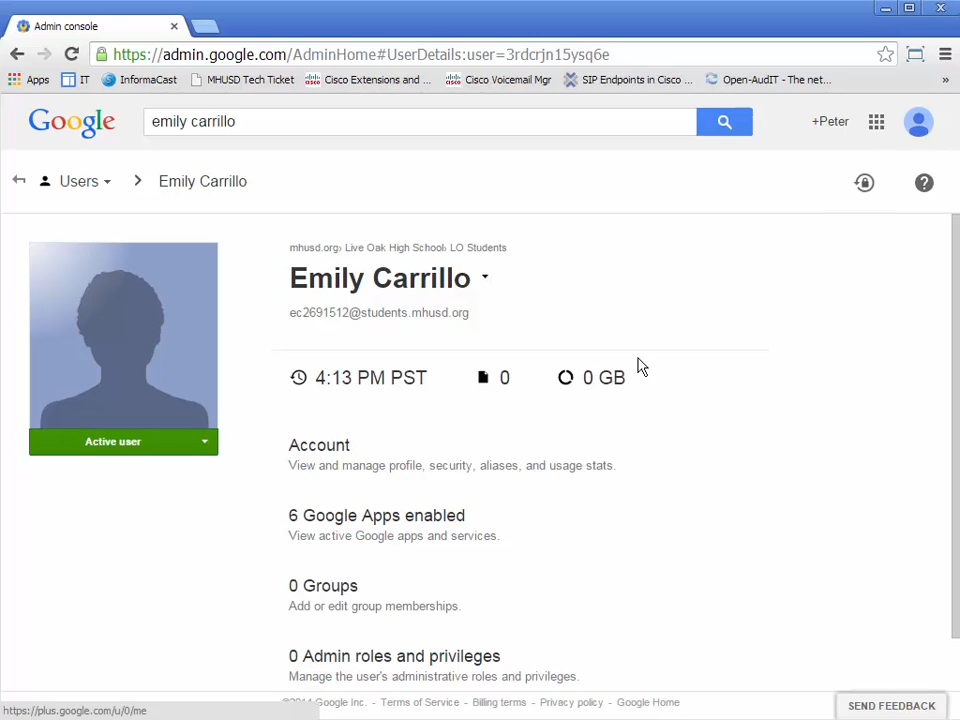 Admin console
https://admin.google.com/AdminHome#UserDetails:user=3rdcrjn15ysq6e
Apps IT InformaCast MHUSD Tech Ticket Cisco Extensions and ... Cisco Voicemail Mgr SIP Endpoints in Cisco ... Open-AudIT - The net... »
Google emily carrillo +Peter
Users > Emily Carrillo
mhusd.org› Live Oak High School› LO Students
Emily Carrillo
ec2691512@students.mhusd.org
4:13 PM PST 0 0 GB
Active user
Account
View and manage profile, security, aliases, and usage stats.
6 Google Apps enabled
View active Google apps and services.
0 Groups
Add or edit group memberships.
0 Admin roles and privileges
Manage the user's administrative roles and privileges.
2014 Google Inc. - Terms of Service - Billing terms - Privacy policy - Google Home
SEND FEEDBACK
https://plus.google.com/u/0/me